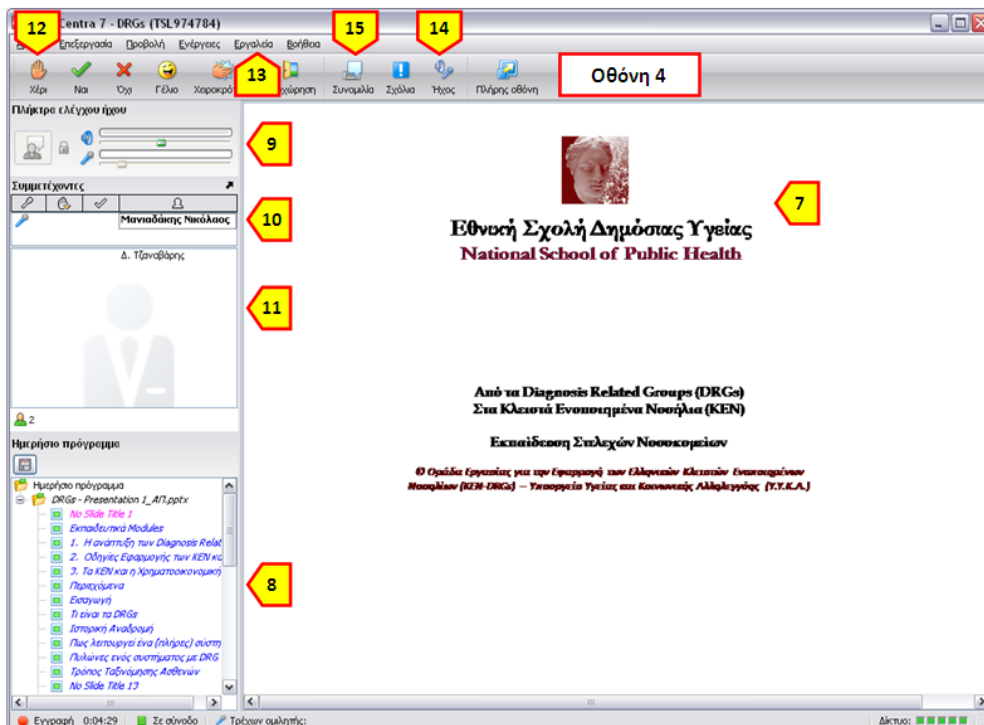 12
15
14
Centra 7 - DRGs (TSL974784)
Επεξεργασία Προβολή Ενέργειες Εργαλεία Βοήθεια
13
Χέρι Ναι Όχι Γέλιο Χειροκρό χώρηση Συνομιλία Σχόλια Ήχος Πλήρης οθόνη
Οθόνη 4
Πλήκτρα ελέγχου ήχου
9
Συμμετέχοντες
Μανιαδάκης Νικόλαος
10
Δ. Τζαναβάρης
11
2
Ημερήσιο πρόγραμμα
Ημερήσιο πρόγραμμα
DRGs - Presentation 1_ΑΠ.pptx
No Slide Title 1
Εκπαιδευτικά Modules
1. Η ανάπτυξη των Diagnosis Relat
2. Οδηγίες Εφαρμογής των ΚΕΝ κα
3. Τα ΚΕΝ και η Χρηματοοικονομική
Περιεχόμενα
Εισαγωγή
Τι είναι τα DRGs
Ιστορική Αναδρομή
Πως λειτουργεί ένα (πλήρες) σύστη
Πυλώνες ενός συστήματος με DRG
Τρόπος Ταξινόμησης Ασθενών
No Slide Title 13
8
7
Εθνική Σχολή Δημόσιας Υγείας
National School of Public Health
Από τα Diagnosis Related Groups (DRGs)
Στα Κλειστά Ενοποιημένα Νοσήλια (ΚΕΝ)
Εκπαίδευση Στελεχών Νοσοκομείων
© Ομάδα Εργασίας για την Εφαρμογή των Ελληνικών Κλειστών Ενοποιημένων
Νοσηλίων (ΚΕΝ-DRGs) – Υπουργείο Υγείας και Κοινωνικής Αλληλεγγύης (Υ.Υ.Κ.Α.)
Εγγραφή 0:04:29 Σε σύνοδο Τρέχων ομιλητής: Δίκτυο: